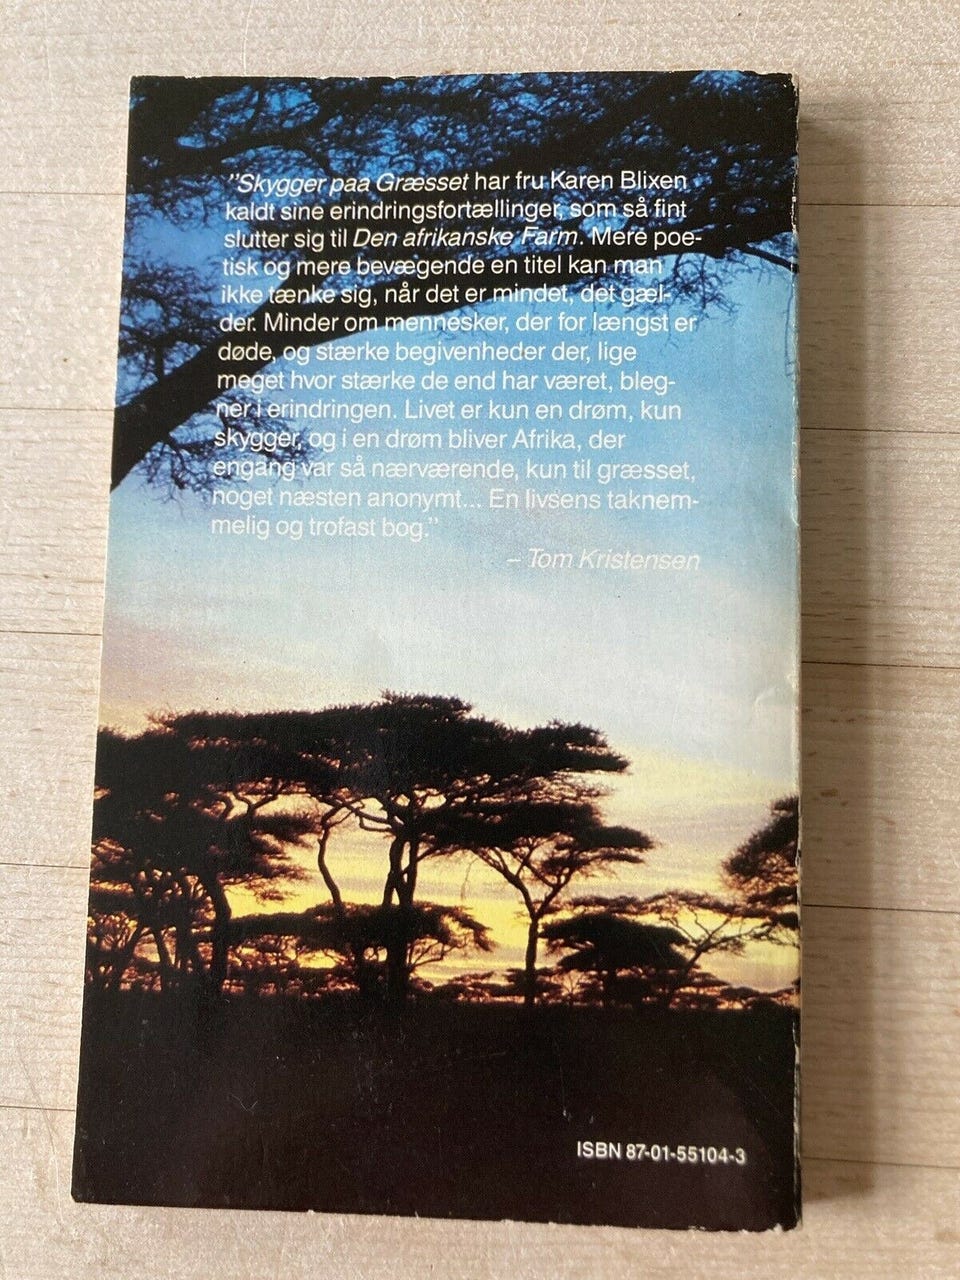 "Skygger paa Græsset har fru Karen Blixen
kaldt sine erindringsfortællinger, som så fint
slutter sig til Den afrikanske Farm. Mere poe-
tisk og mere bevægende en titel kan man
ikke tænke sig, når det er mindet, det gæl-
der. Minder om mennesker, der for længst er
døde, og stærke begivenheder der, lige
meget hvor stærke de end har været, bleg-
ner i erindringen. Livet er kun en drøm, kun
skygger, og i en drøm bliver Afrika, der
engang var så nærværende, kun til græsset,
noget næsten anonymt... En livsens taknem-
melig og trofast bog."
– Tom Kristensen
ISBN 87-01-55104-3